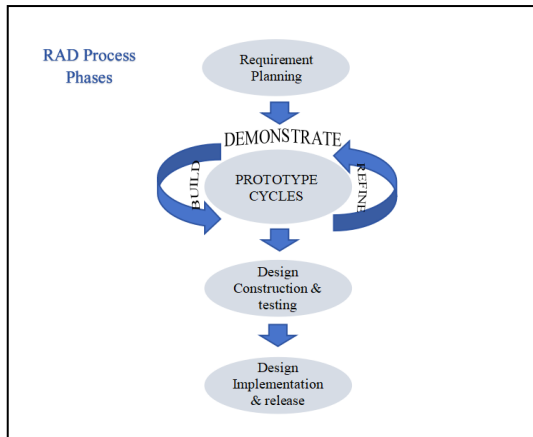 RAD Process
Phases
Requirement
Planning
DEMONSTRATE
BUILD
PROTOTYPE
CYCLES
REFINE
Design
Construction &
testing
Design
Implementation
& release